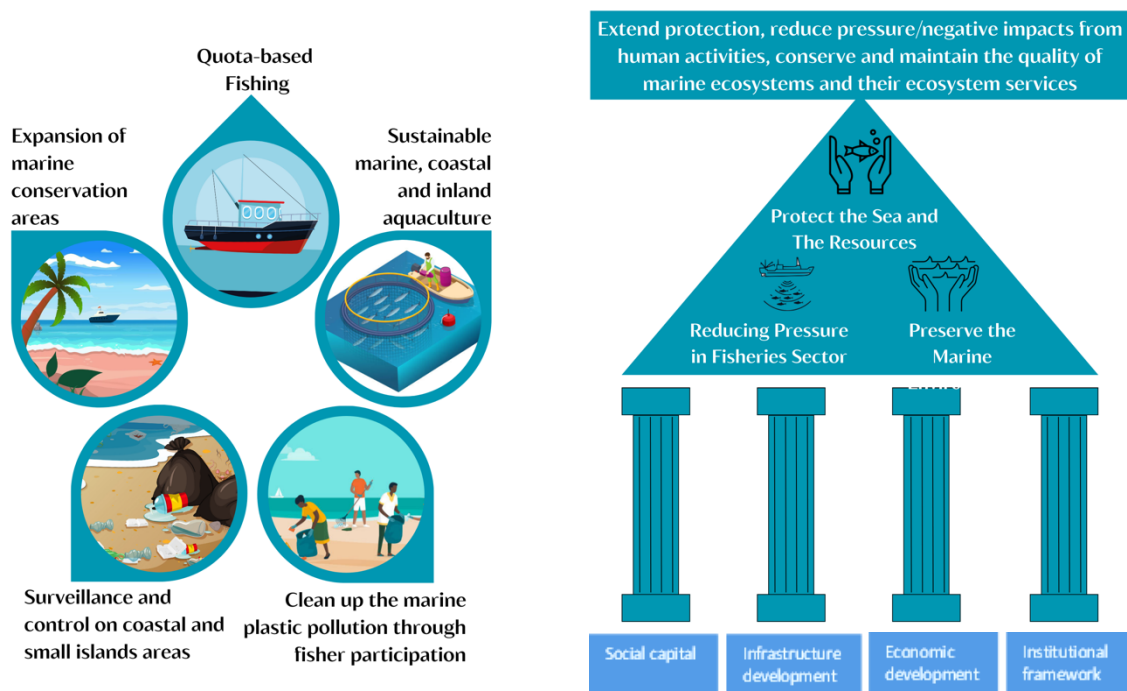 Quota-based
Fishing
Expansion of
marine
conservation
areas
Sustainable
marine, coastal
and inland
aquaculture
Surveillance and
control on coastal and
small islands areas
Clean up the marine
plastic pollution through
fisher participation
Extend protection, reduce pressure/negative impacts from
human activities, conserve and maintain the quality of
marine ecosystems and their ecosystem services
Protect the Sea and
The Resources
Reducing Pressure
in Fisheries Sector
Preserve the
Marine
Social capital
Infrastructure
development
Economic
development
Institutional
framework